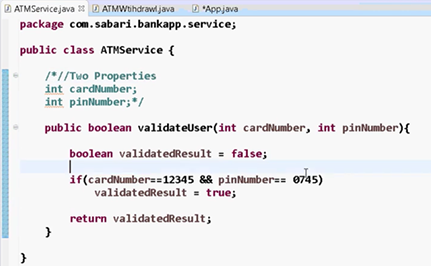 ATMService.java ATMWtihdrawl.java *App.java
package com.sabari.bankapp.service;
public class ATMService {
/*//Two Properties
int cardNumber;
int pinNumber;*/
public boolean validateUser(int cardNumber, int pinNumber){
boolean validatedResult = false;
if(cardNumber==12345 && pinNumber== 0745)
validatedResult = true;
return validatedResult;
}
}